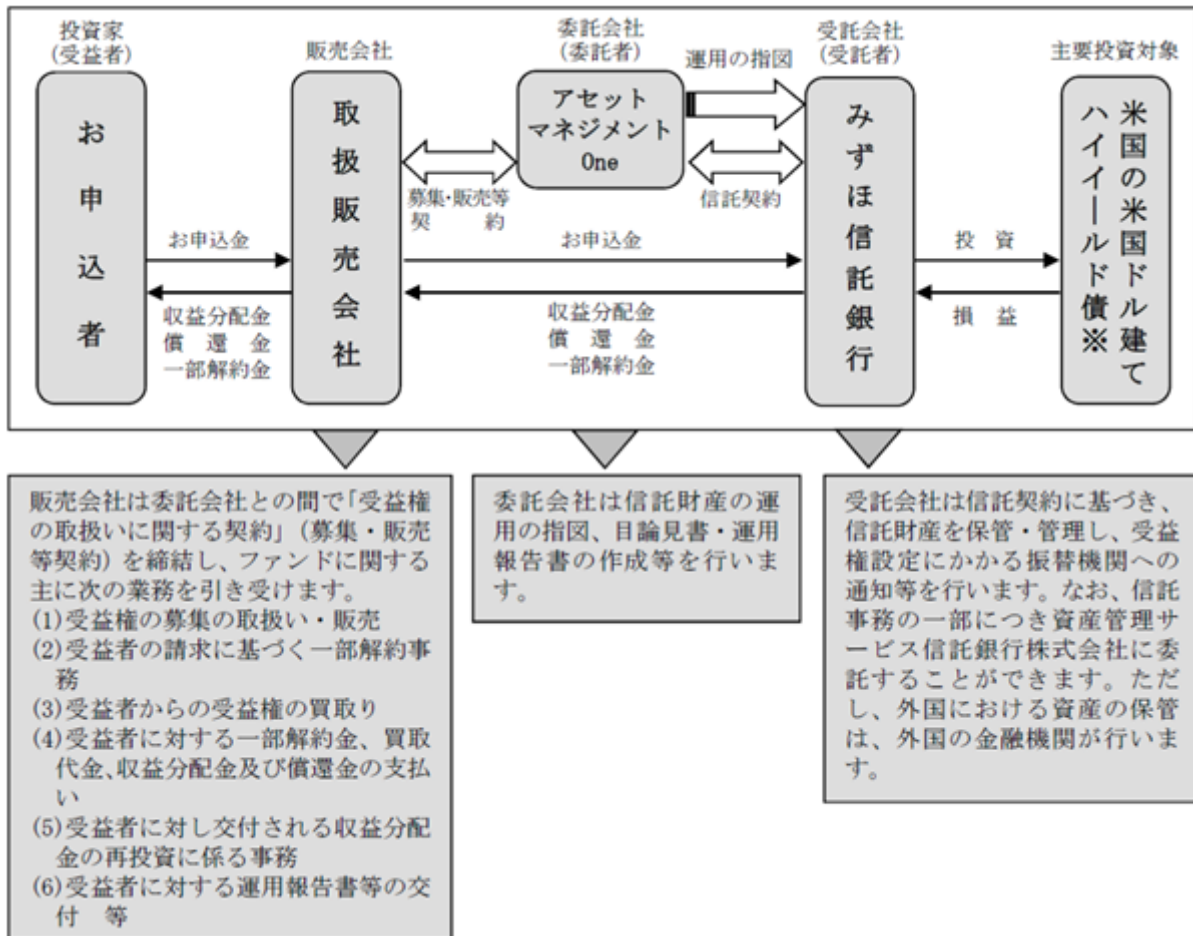 投資家
(受益者)
販売会社
委託会社
(委託者)
運用の指図
受託会社
(受託者)
主要投資対象
お申込者
取扱販売会社
アセット
マネジメント
One
みずほ信託銀行
米国の米国ドル建て
ハイイールド債※
募集・販売等
契　約
信託契約
お申込金
収益分配金
償　還　金
一部解約金
お申込金
収益分配金
償　還　金
一部解約金
投　資
損　益
販売会社は委託会社との間で「受益権
の取扱いに関する契約」(募集・販売
等契約)を締結し、ファンドに関する
主に次の業務を引き受けます。
(1)受益権の募集の取扱い・販売
(2)受益者の請求に基づく一部解約事
務
(3)受益者からの受益権の買取り
(4)受益者に対する一部解約金、買取
代金、収益分配金及び償還金の支払
い
(5)受益者に対し交付される収益分配
金の再投資に係る事務
(6)受益者に対する運用報告書等の交
付　等
委託会社は信託財産の運
用の指図、目論見書・運用
報告書の作成等を行いま
す。
受託会社は信託契約に基づき、
信託財産を保管・管理し、受益
権設定にかかる振替機関への
通知等を行います。なお、信託
事務の一部につき資産管理サ
ービス信託銀行株式会社に委
託することができます。ただ
し、外国における資産の保管
は、外国の金融機関が行いま
す。